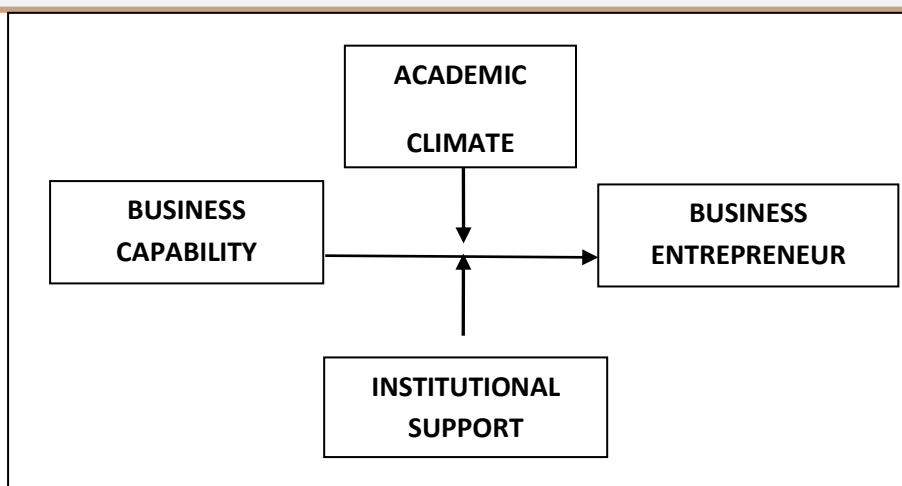 ACADEMIC
CLIMATE
BUSINESS
CAPABILITY
BUSINESS
ENTREPRENEUR
INSTITUTIONAL
SUPPORT